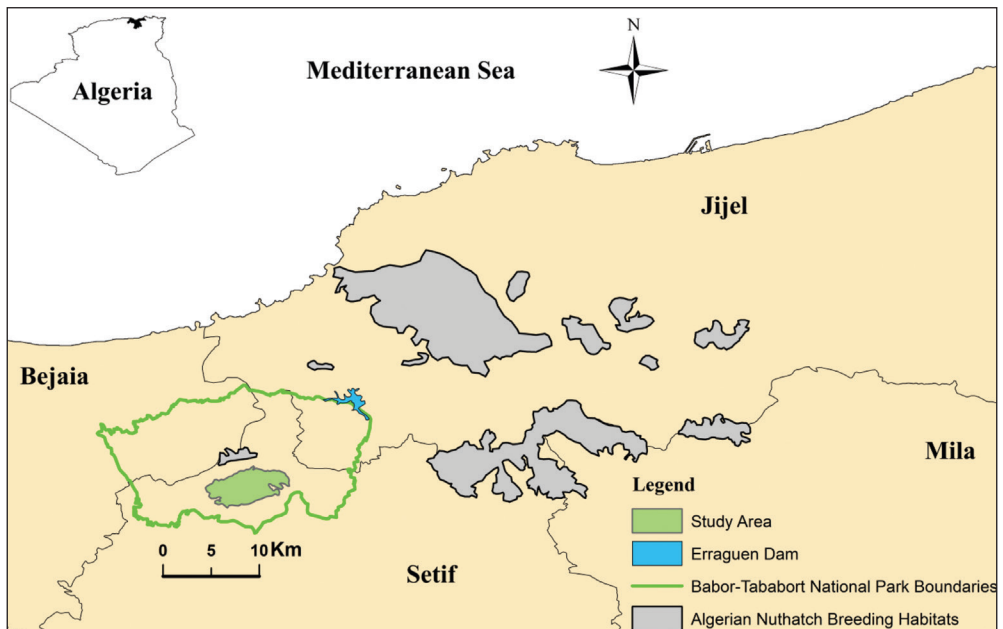 N
Mediterranean Sea
Algeria
Jijel
Bejaia
Mila
Setif
0 5 10 Km
Legend
Study Area
Erraguen Dam
Babor-Tababort National Park Boundaries
Algerian Nuthatch Breeding Habitats